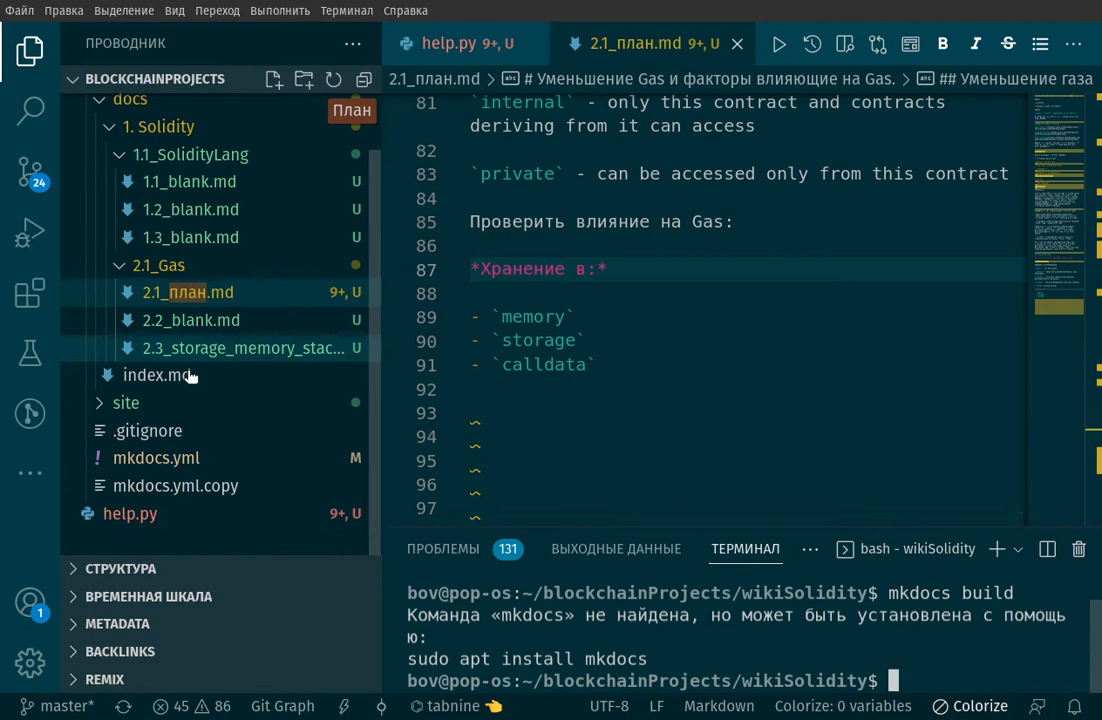 Файл Правка Выделение Вид Переход Выполнить Терминал Справка
ПРОВОДНИК
BLOCKCHAINPROJECTS
docs
План
1. Solidity
1.1_SolidityLang
1.1_blank.md U
1.2_blank.md U
1.3_blank.md U
2.1_Gas
2.1_план.md 9+, U
2.2_blank.md U
2.3_storage_memory_stac... U
index.md
site
.gitignore
mkdocs.yml M
mkdocs.yml.copy
help.py 9+, U
СТРУКТУРА
ВРЕМЕННАЯ ШКАЛА
METADATA
BACKLINKS
REMIX
24
1
help.py 9+, U 2.1_план.md 9+, U
2.1_план.md > # Уменьшение Gas и факторы влияющие на Gas. > ## Уменьшение газа
81 `internal` - only this contract and contracts
deriving from it can access
82
83 `private` - can be accessed only from this contract
84
85 Проверить влияние на Gas:
86
87 *Хранение в:*
88
89 - `memory`
90 - `storage`
91 - `calldata`
92
93
94
95
96
97
ПРОБЛЕМЫ 131 ВЫХОДНЫЕ ДАННЫЕ ТЕРМИНАЛ bash - wikiSolidity
bov@pop-os:~/blockchainProjects/wikiSolidity$ mkdocs build
Команда «mkdocs» не найдена, но может быть установлена с помощь
ю:
sudo apt install mkdocs
bov@pop-os:~/blockchainProjects/wikiSolidity$
master* 45 86 Git Graph tabnine UTF-8 LF Markdown Colorize: 0 variables Colorize